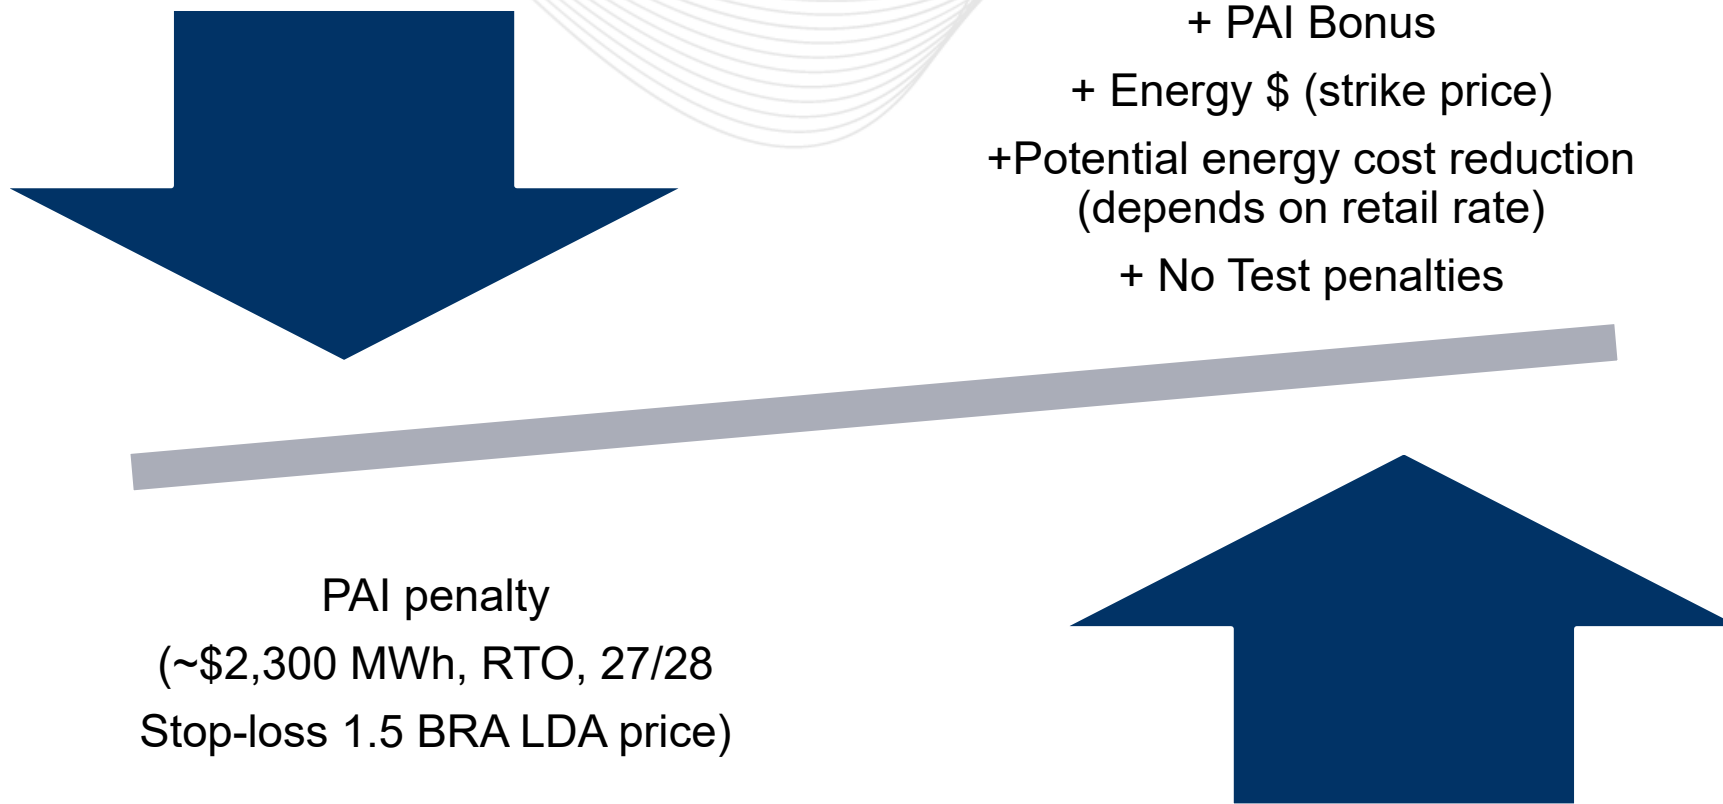 + PAI Bonus
+ Energy $ (strike price)
+Potential energy cost reduction
(depends on retail rate)
+ No Test penalties
PAI penalty
(~$2,300 MWh, RTO, 27/28
Stop-loss 1.5 BRA LDA price)